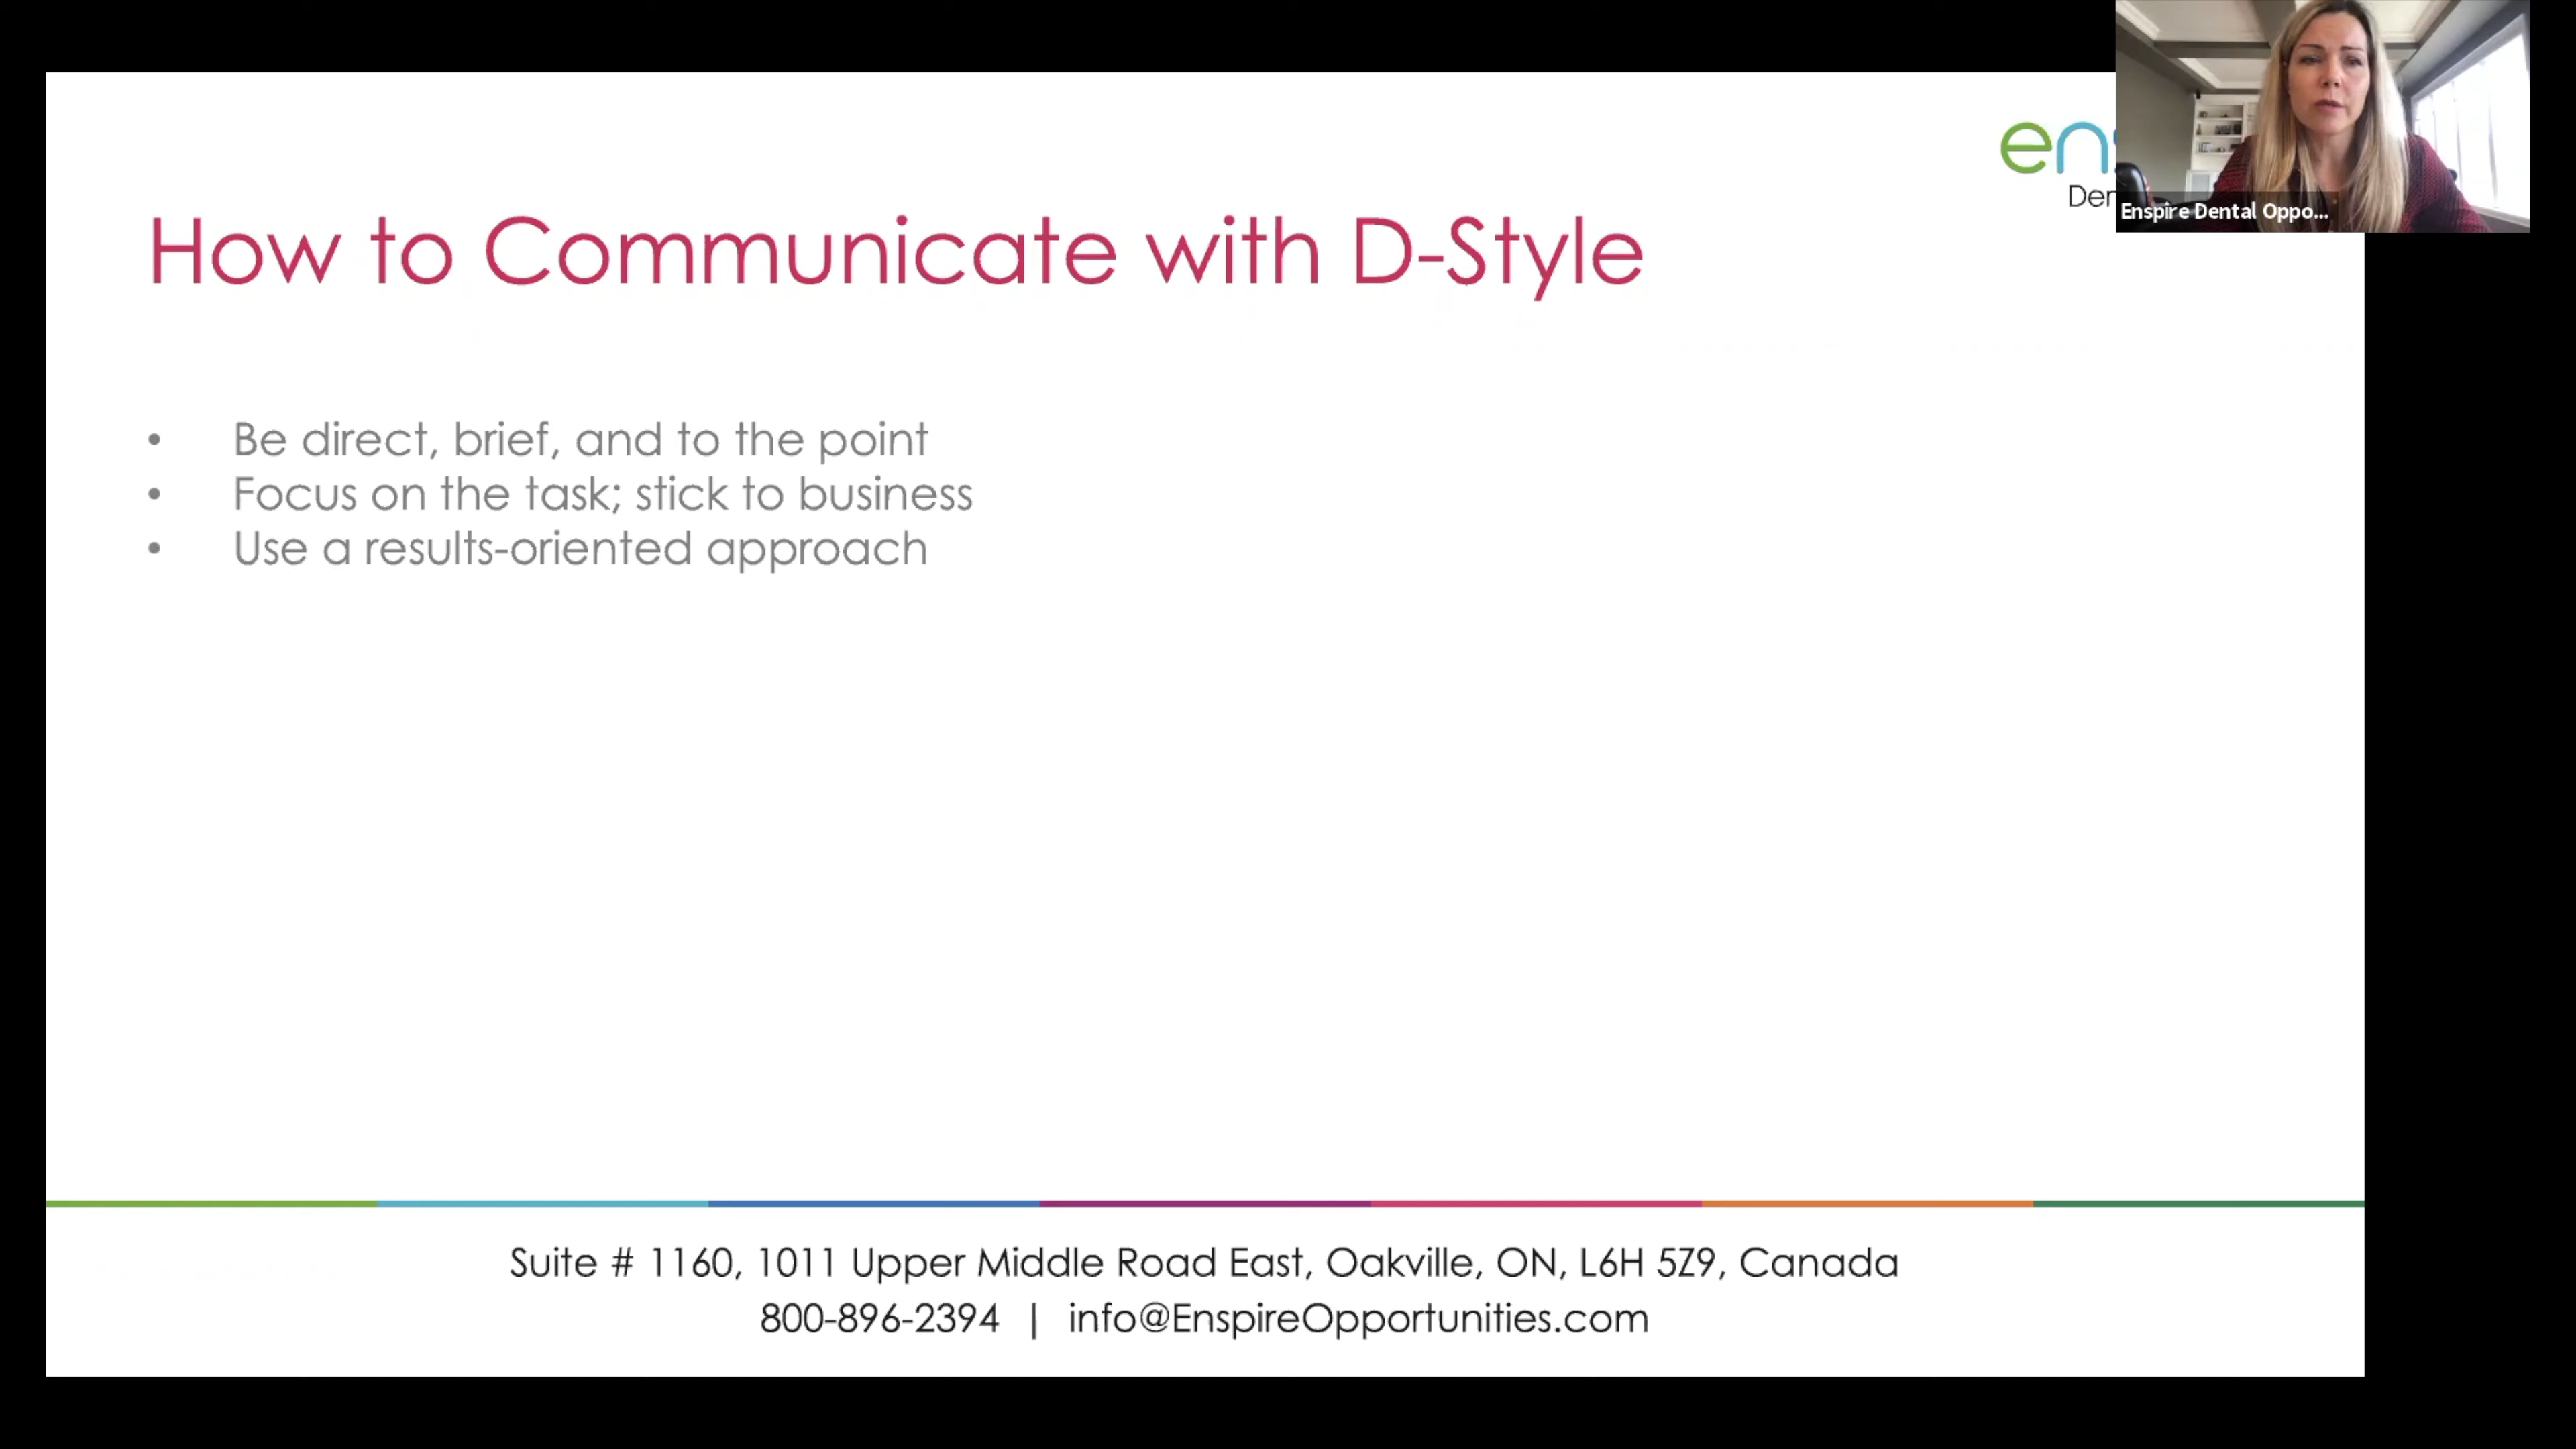 How to Communicate with D-Style
Enspire Dental Oppo...
• Be direct, brief, and to the point
• Focus on the task; stick to business
• Use a results-oriented approach
Suite # 1160, 1011 Upper Middle Road East, Oakville, ON, L6H 5Z9, Canada
800-896-2394 | info@EnspireOpportunities.com